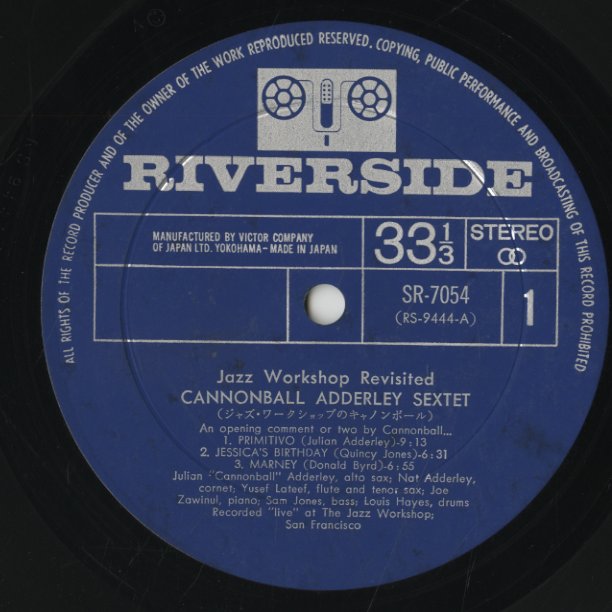 ALL RIGHTS OF THE RECORD PRODUCER AND OF THE OWNER OF THE WORK REPRODUCED RESERVED. COPYING, PUBLIC PERFORMANCE AND BROADCASTING OF THIS RECORD PROHIBITED
RIVERSIDE
MANUFACTURED BY VICTOR COMPANY
OF JAPAN LTD. YOKOHAMA-MADE IN JAPAN
33 1/3
STEREO
SR-7054
(RS-9444-A)
1
Jazz Workshop Revisited
CANNONBALL ADDERLEY SEXTET
(ジャズ・ワークショップのキャノンボール)
An opening comment or two by Cannonball...
1. PRIMITIVO (Julian Adderley)-9:13
2. JESSICA'S BIRTHDAY (Quincy Jones)-6:31
3. MARNEY (Donald Byrd)-6:55
Julian "Cannonball" Adderley, alto sax; Nat Adderley,
cornet; Yusef Lateef, flute and tenor sax; Joe
Zawinul, piano; Sam Jones, bass; Louis Hayes, drums
Recorded "live" at The Jazz Workshop;
San Francisco